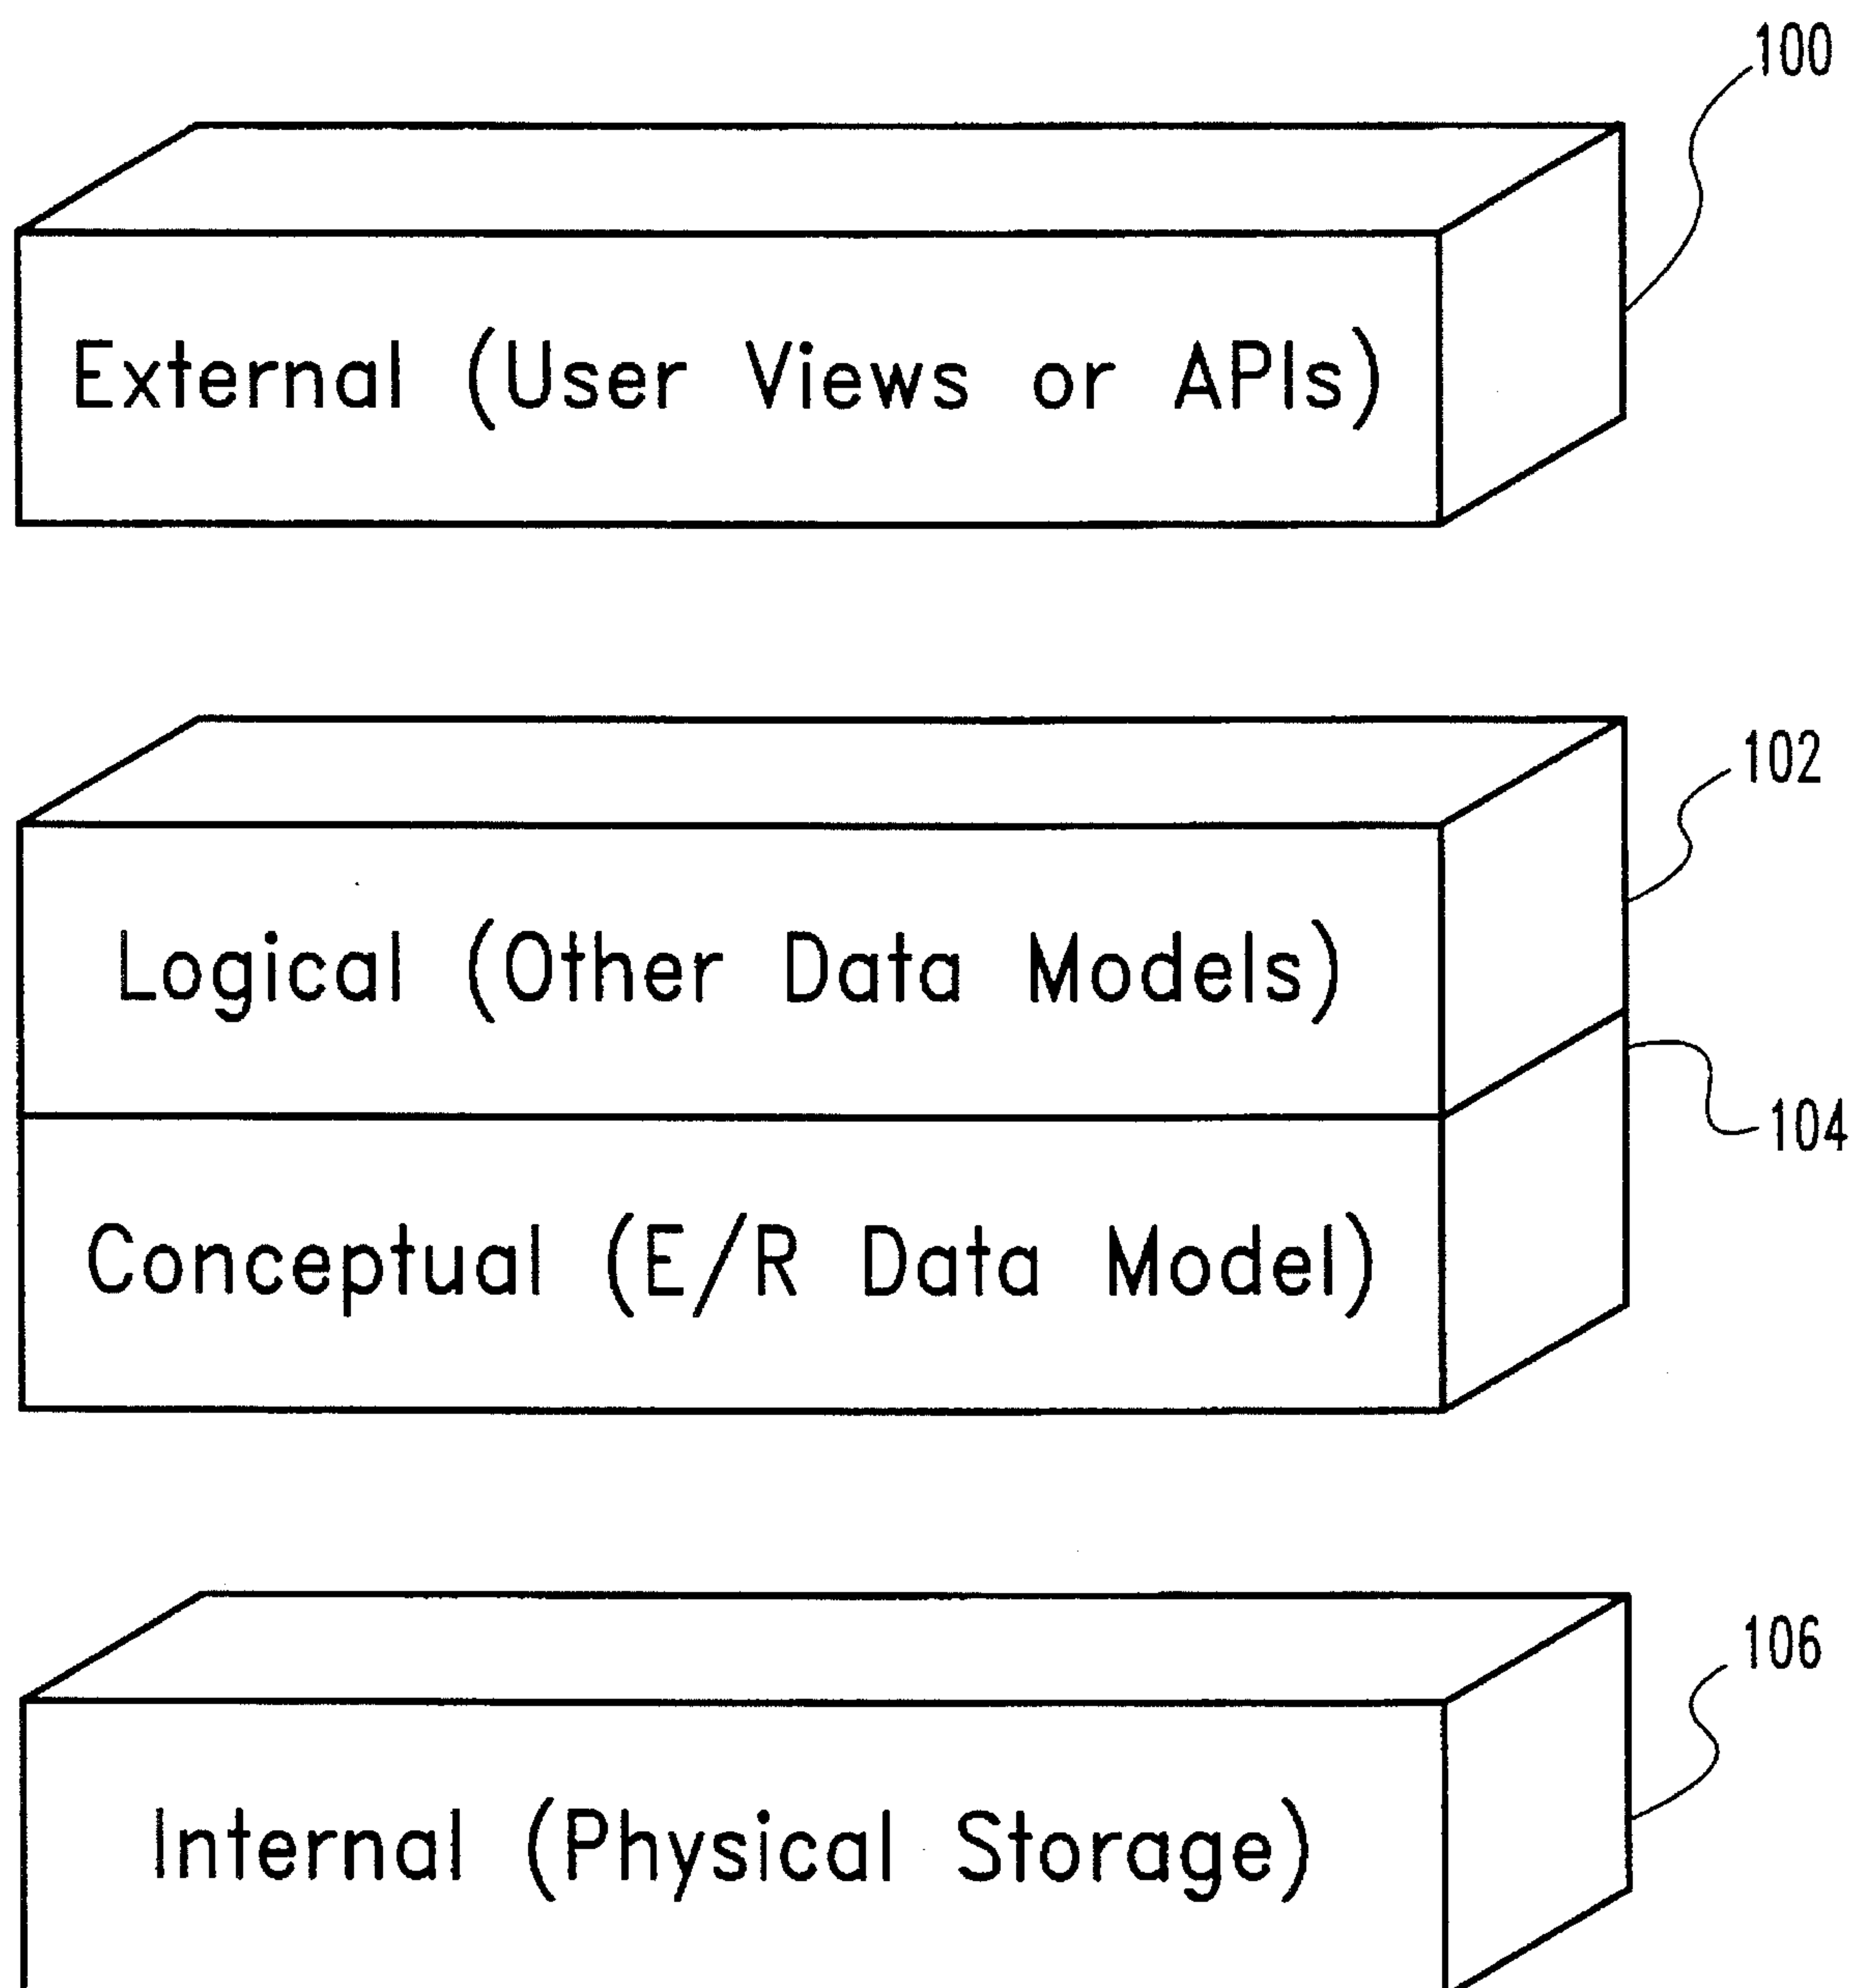 100
External (User Views or APIs)
102
Logical (Other Data Models)
104
Conceptual (E/R Data Model)
106
Internal (Physical Storage)